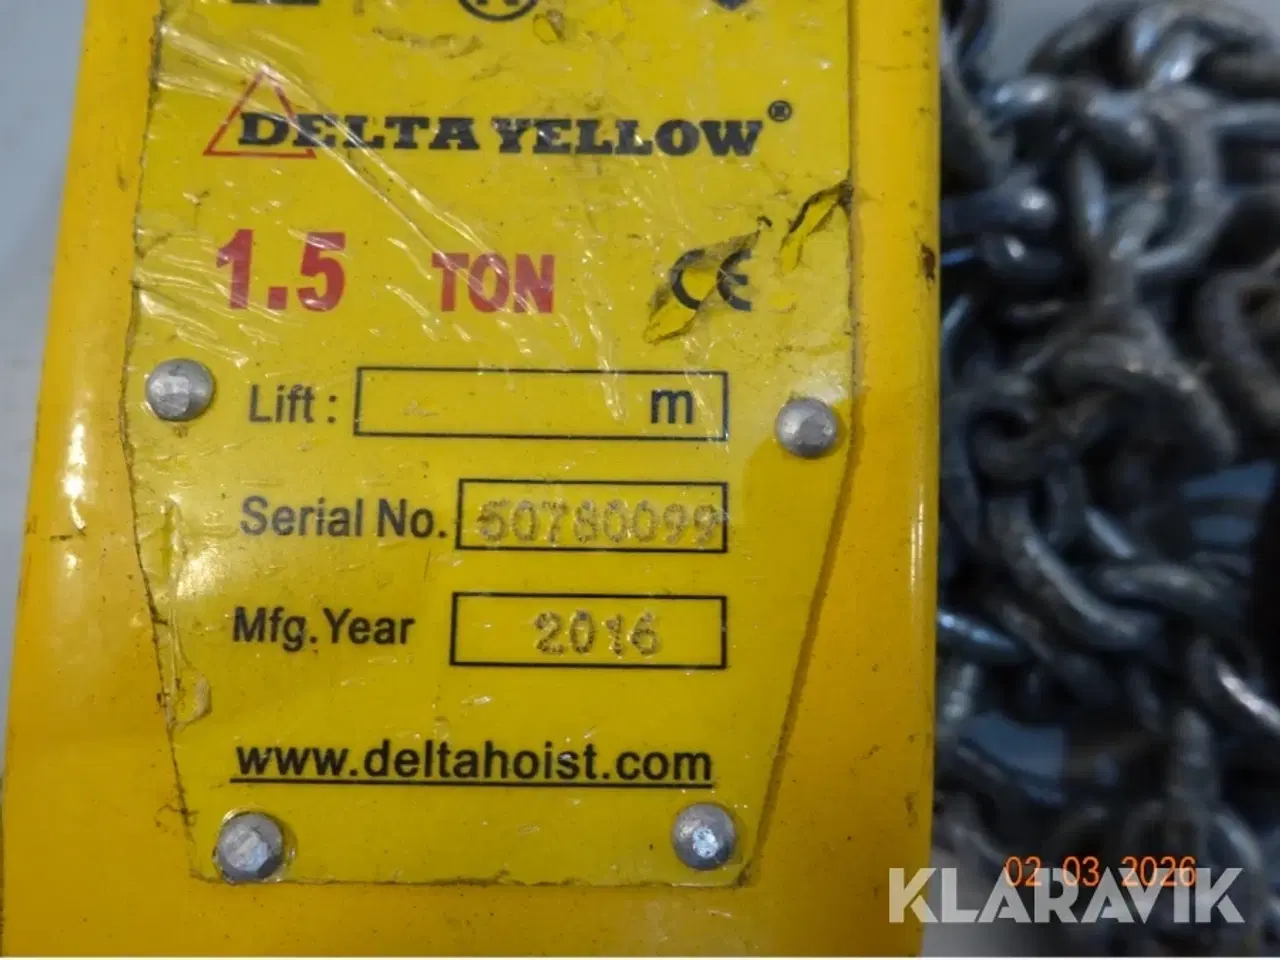 DELTA YELLOW®
1.5 TON CE
Lift: m
Serial No. 60780099
Mfg. Year 2016
www.deltahoist.com
02 03 2026
KLARAVIK